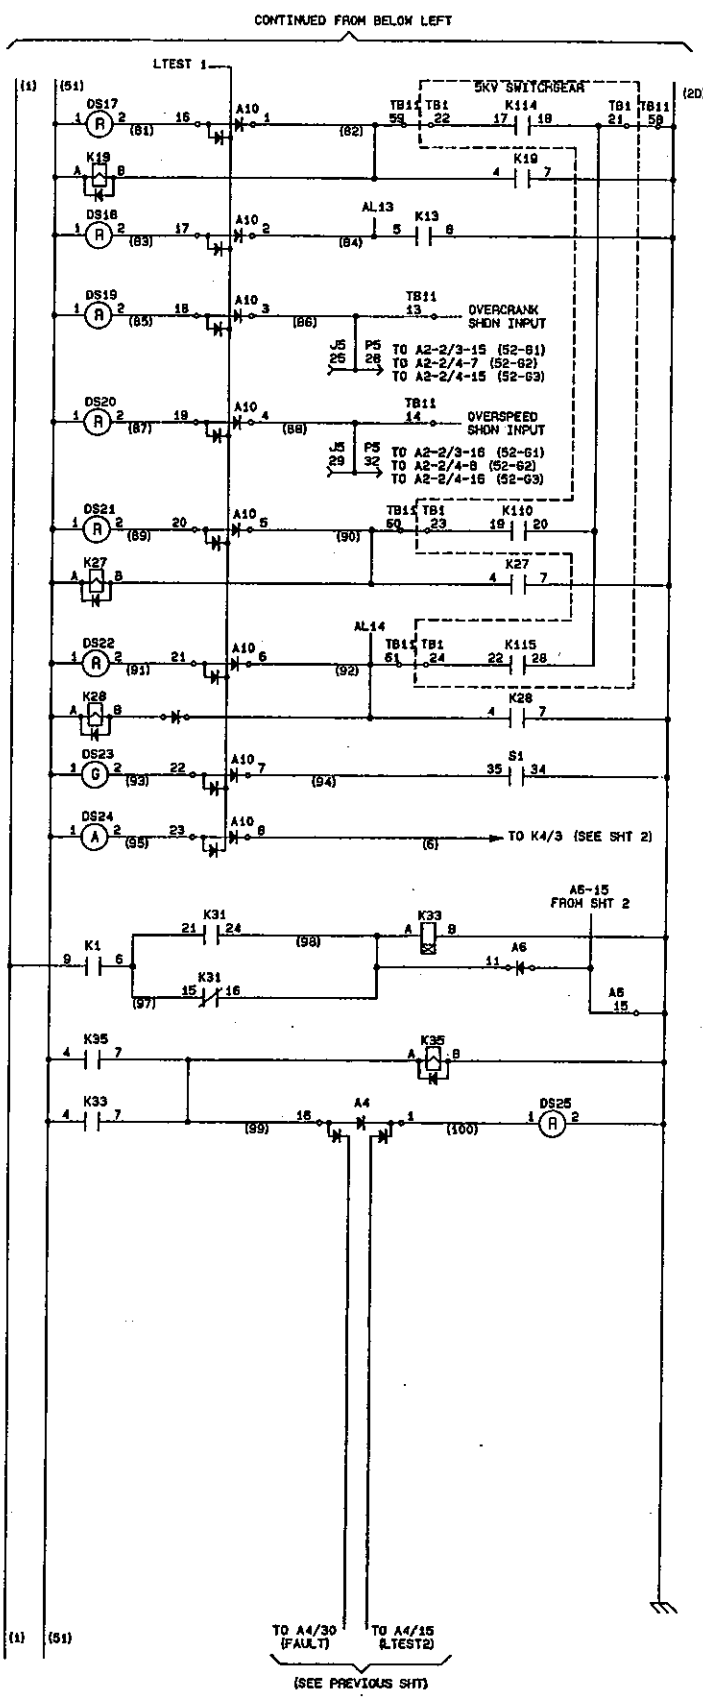 CONTINUED FROM BELOW LEFT
LTEST 1
(1) (51) 5KV SWITCHGEAR (2D)
DS17 A10 TB11 TB1 K114 TB1 TB11
1 R 2 (81) 16 1 (82) 59 22 17 18 21 58
K19 K19
A B 4 7
DS18 A10 AL13 K13
1 R 2 (83) 17 2 (84) 5 6
DS19 A10 TB11
1 R 2 (85) 18 3 (86) 13 OVERCRANK
SHDN INPUT
J5 P5
TO A2-2/3-15 (52-G1)
TO A2-2/4-7 (52-G2)
TO A2-2/4-15 (52-G3)
DS20 A10 TB11
1 R 2 (87) 19 4 (88) 14 OVERSPEED
SHDN INPUT
J5 P5
29 32
TO A2-2/3-16 (52-G1)
TO A2-2/4-8 (52-G2)
TO A2-2/4-16 (52-G3)
DS21 A10 TB11 TB1 K110
1 R 2 (89) 20 5 (90) 60 23 19 20
K27 K27
A B 4 7
AL14
DS22 A10 TB11 TB1 K115
1 R 2 (91) 21 6 (92) 61 24 22 28
K28 K28
A B 4 7
DS23 A10 S1
1 G 2 (93) 22 7 (94) 35 34
DS24 A10
1 A 2 (95) 23 8 (6) TO K4/3 (SEE SHT 2)
A6-15
FROM SHT 2
K31 K33
21 24 (98) A B
K1 A6
9 6 11
K31 A6
(97) 15 16 15
K35 K35
4 7 A B
K33 A4 DS25
4 7 (99) 16 1 (100) 1 R 2
TO A4/30 TO A4/15
(FAULT) (LTEST2)
(1) (51)
(SEE PREVIOUS SHT)